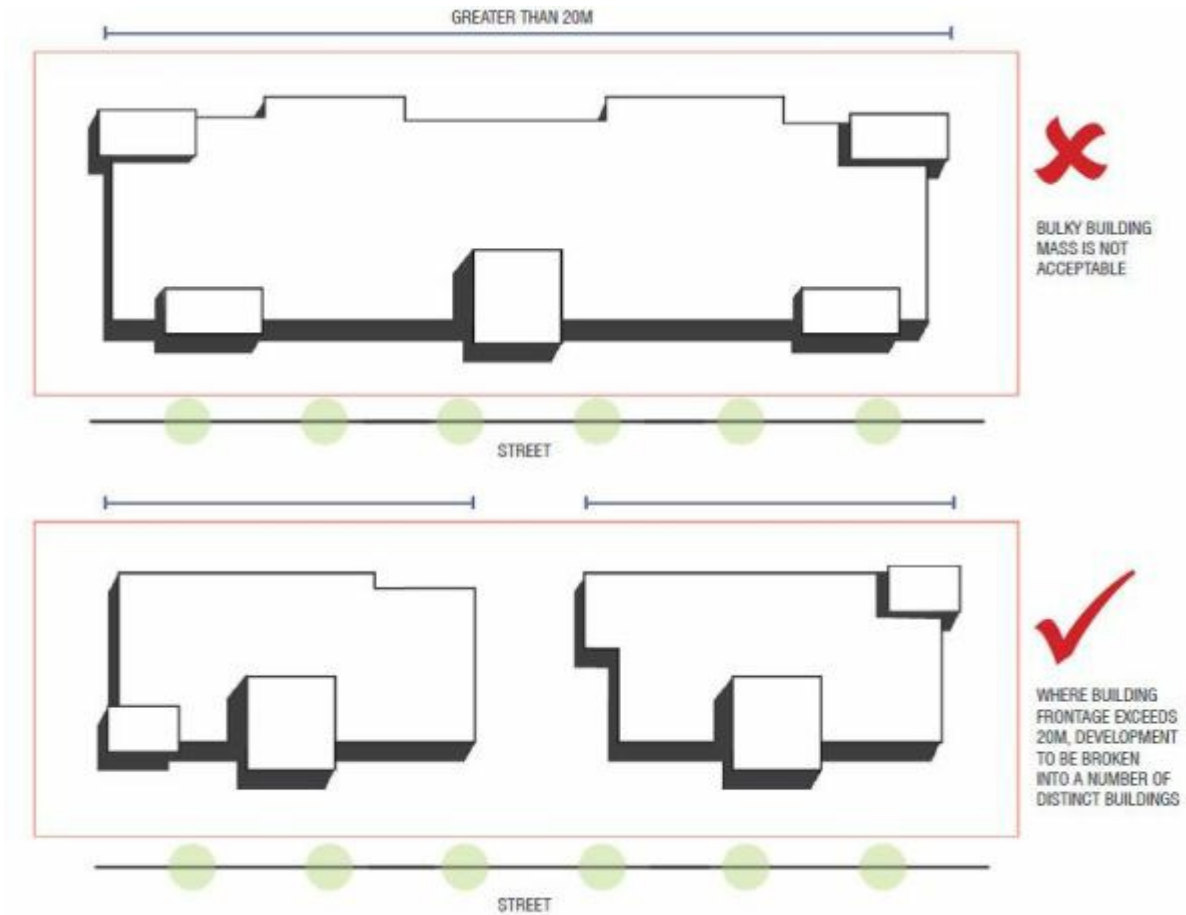 GREATER THAN 20M
BULKY BUILDING
MASS IS NOT
ACCEPTABLE
STREET
WHERE BUILDING
FRONTAGE EXCEEDS
20M, DEVELOPMENT
TO BE BROKEN
INTO A NUMBER OF
DISTINCT BUILDINGS
STREET